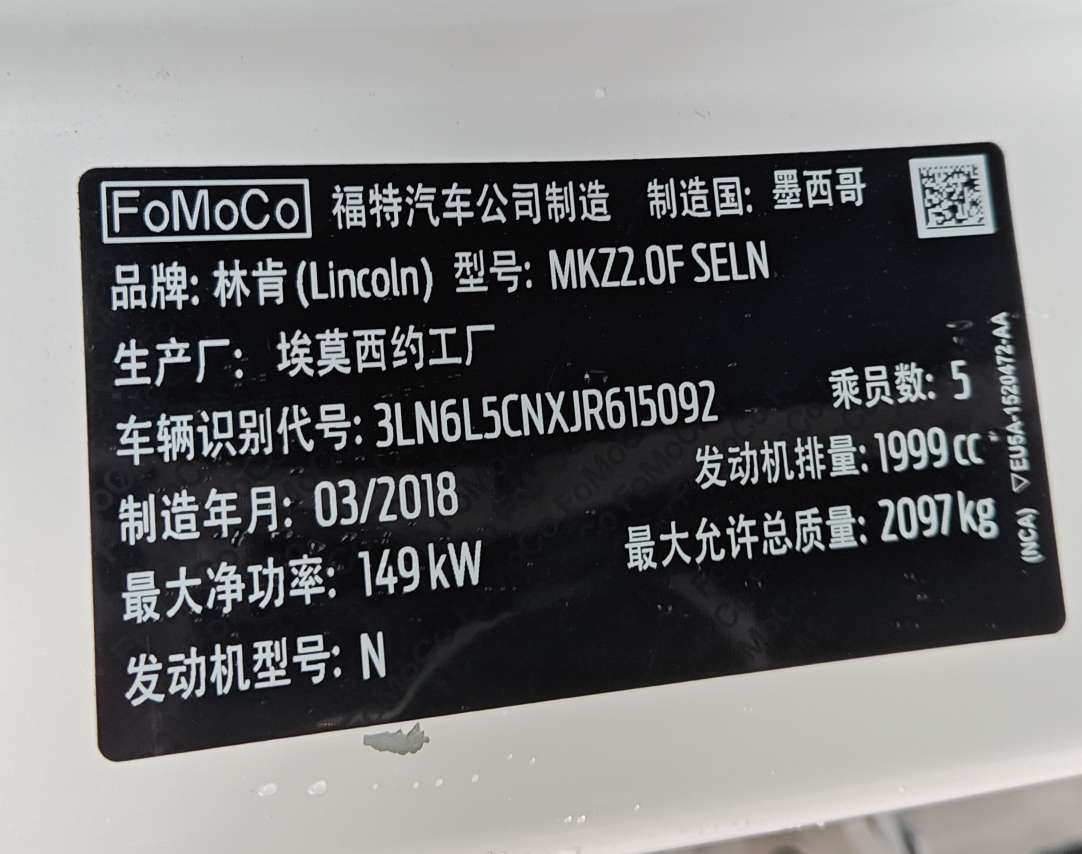 FoMoCo 福特汽车公司制造 制造国: 墨西哥
品牌: 林肯 (Lincoln) 型号: MKZ2.0F SELN
生产厂: 埃莫西约工厂
车辆识别代号: 3LN6L5CNXJR615092 乘员数: 5
制造年月: 03/2018 发动机排量: 1999 cc
最大净功率: 149 kW 最大允许总质量: 2097 kg
发动机型号: N
(NCA) ▽EU5A-1520472-AA